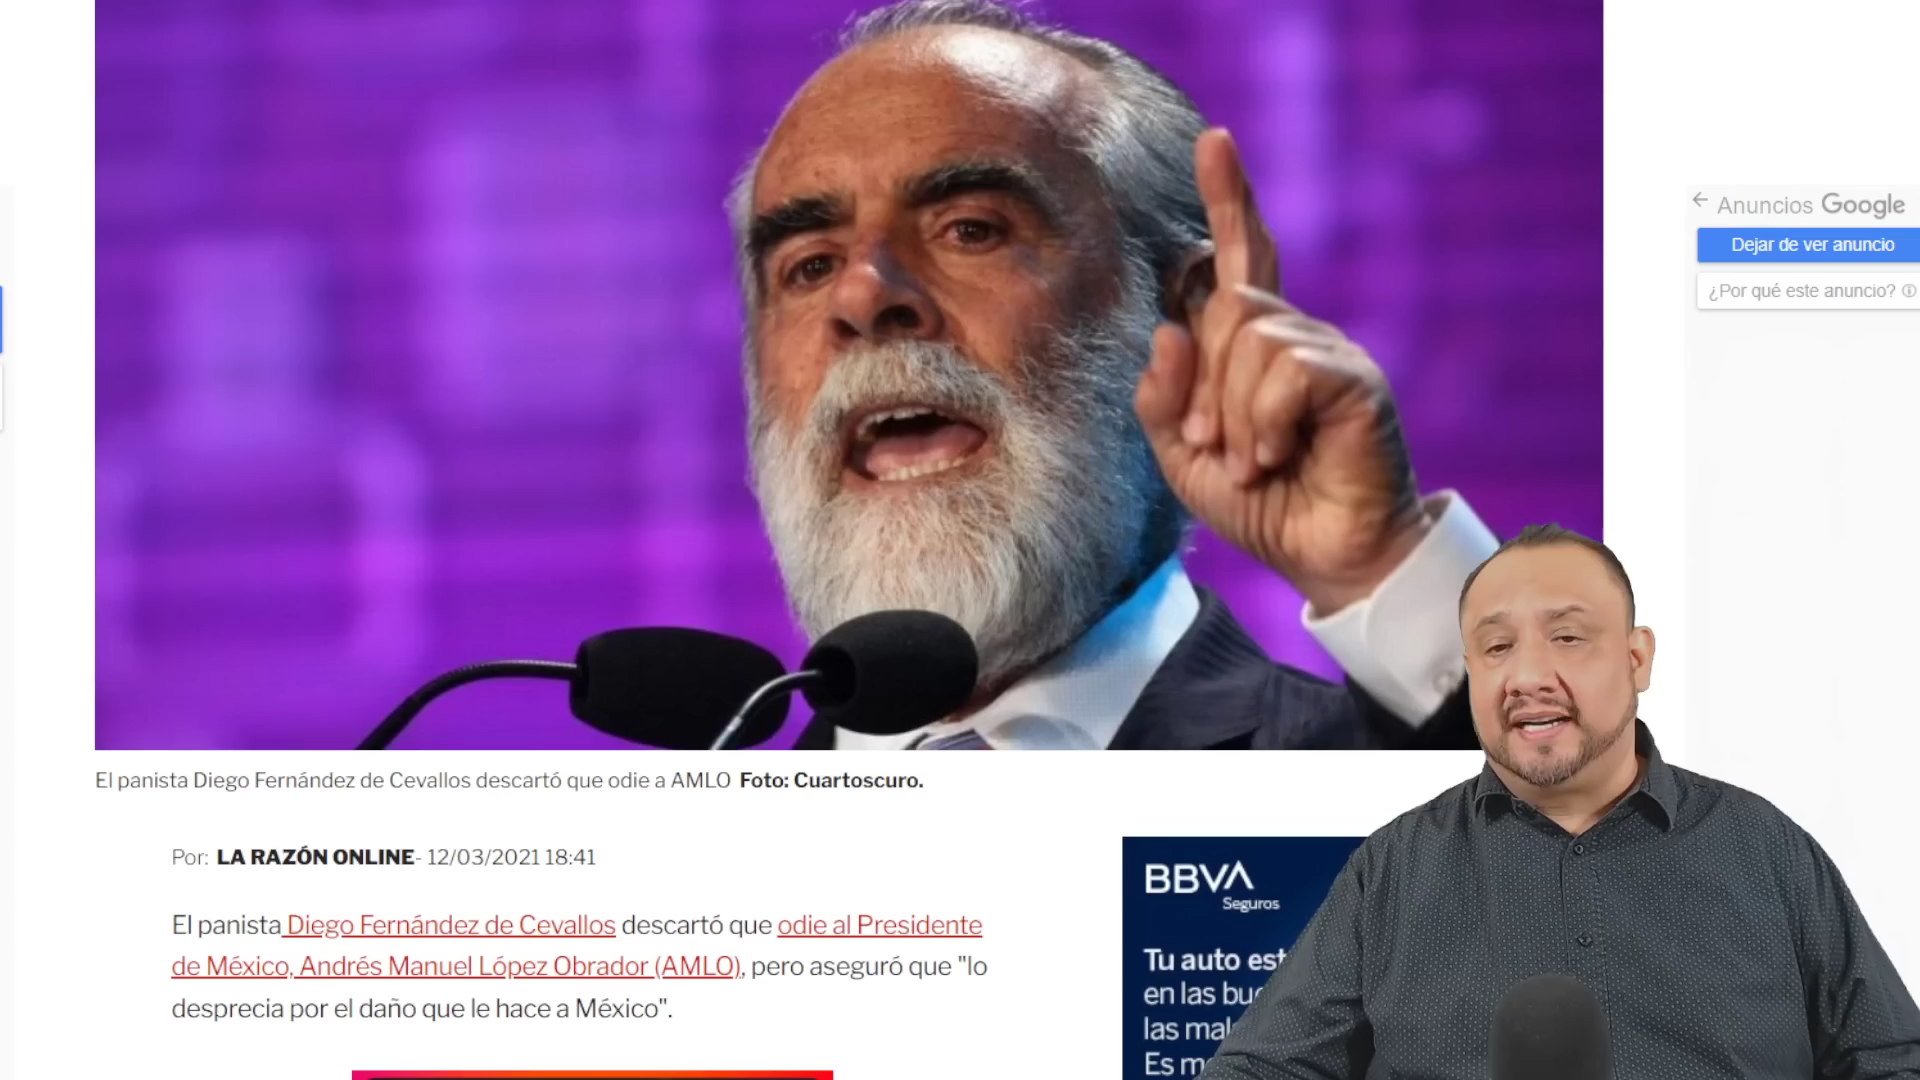 Anuncios Google
Dejar de ver anuncio
¿Por qué este anuncio?
El panista Diego Fernández de Cevallos descartó que odie a AMLO Foto: Cuartoscuro.
Por: LA RAZÓN ONLINE- 12/03/2021 18:41
El panista Diego Fernández de Cevallos descartó que odie al Presidente
de México, Andrés Manuel López Obrador (AMLO), pero aseguró que "lo
desprecia por el daño que le hace a México".
BBVA
Seguros
Tu auto
en las
las
Es